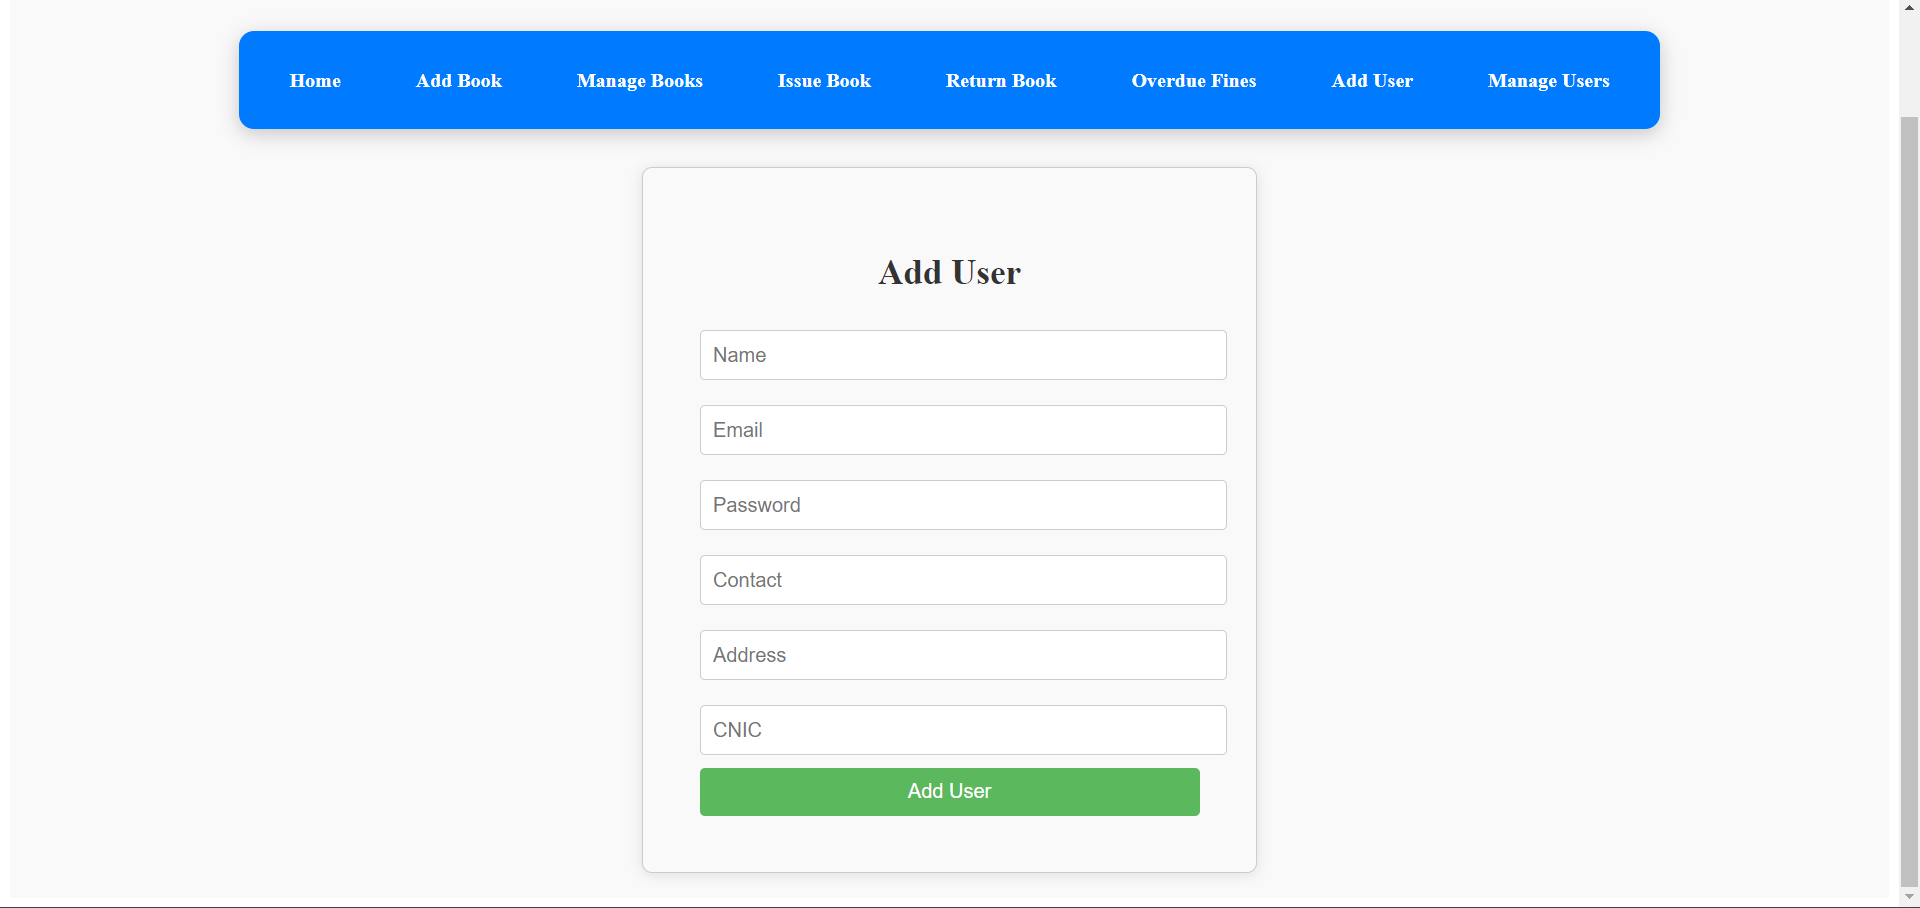 Home Add Book Manage Books Issue Book Return Book Overdue Fines Add User Manage Users
Add User
Name
Email
Password
Contact
Address
CNIC
Add User